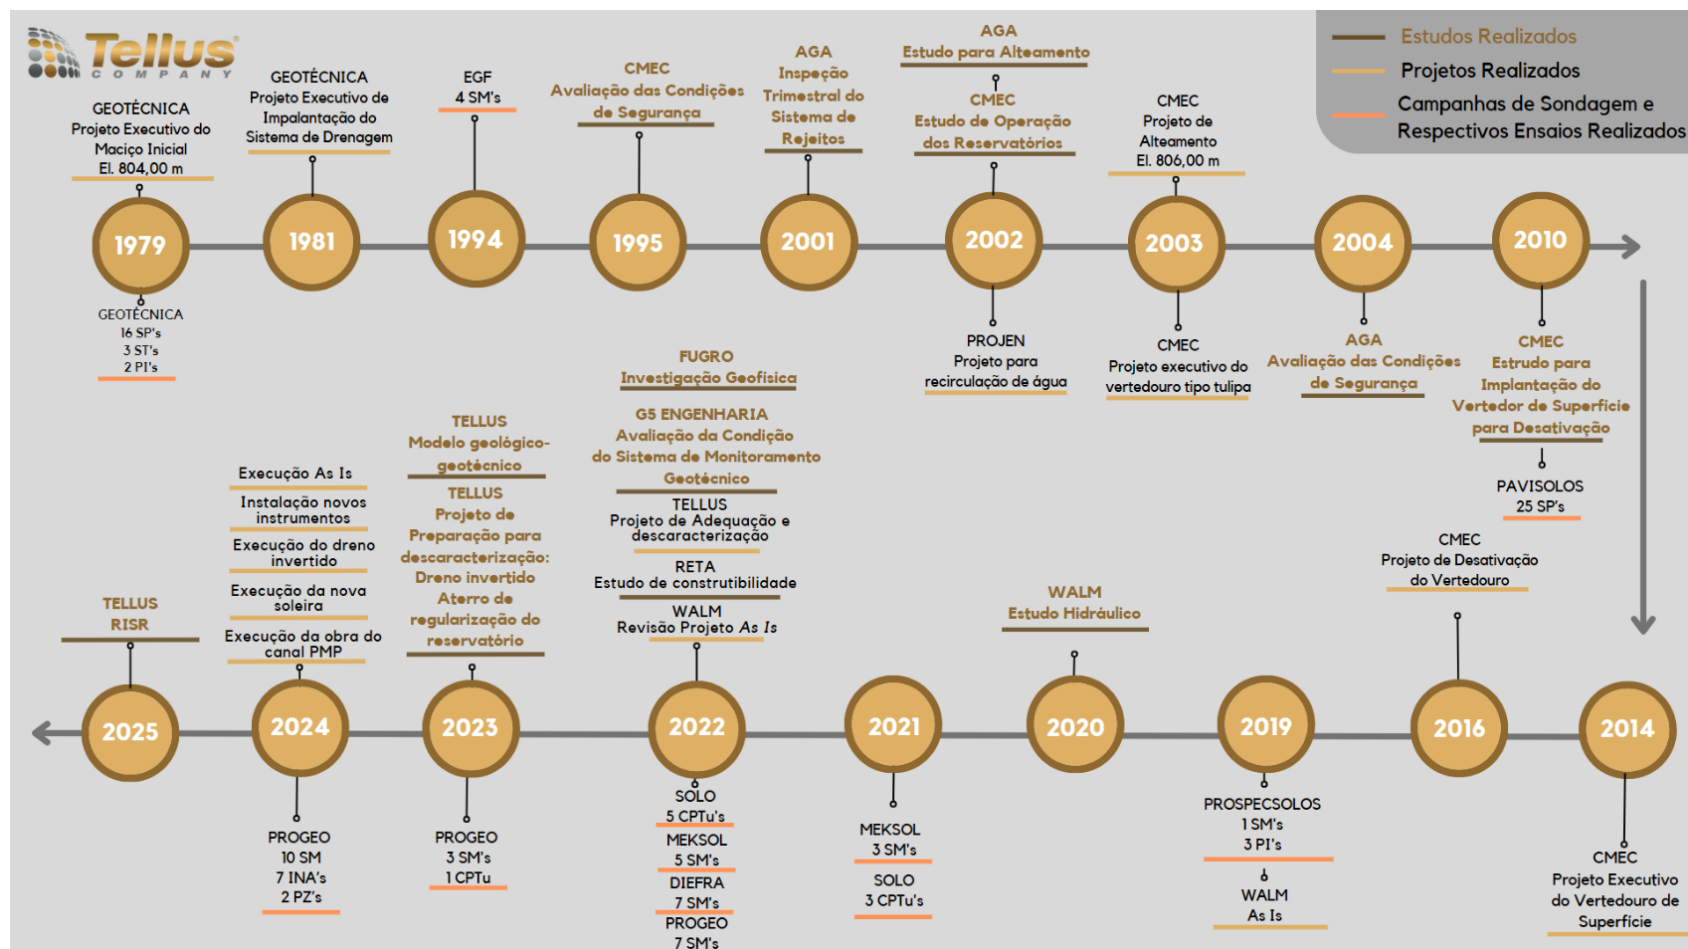 Tellus
COMPANY
Estudos Realizados
Projetos Realizados
Campanhas de Sondagem e
Respectivos Ensaios Realizados
GEOTÉCNICA
Projeto Executivo do
Maciço Inicial
El. 804,00 m
1979
GEOTÉCNICA
16 SP's
3 ST's
2 PI's
GEOTÉCNICA
Projeto Executivo de
Impalantação do
Sistema de Drenagem
1981
EGF
4 SM's
1994
CMEC
Avaliação das Condições
de Segurança
1995
AGA
Inspeção
Trimestral do
Sistema de
Rejeitos
2001
AGA
Estudo para Alteamento
CMEC
Estudo de Operação
dos Reservatórios
2002
PROJEN
Projeto para
recirculação de água
CMEC
Projeto de
Alteamento
El. 806,00 m
2003
CMEC
Projeto executivo do
vertedouro tipo tulipa
2004
AGA
Avaliação das Condições
de Segurança
2010
CMEC
Estrudo para
Implantação do
Vertedor de Superfície
para Desativação
PAVISOLOS
25 SP's
TELLUS
RISR
2025
Execução As Is
Instalação novos
instrumentos
Execução do dreno
invertido
Execução da nova
soleira
Execução da obra do
canal PMP
2024
PROGEO
10 SM
7 INA's
2 PZ's
TELLUS
Modelo geológico-
geotécnico
TELLUS
Projeto de
Preparação para
descaracterização:
Dreno invertido
Aterro de
regularização do
reservatório
2023
PROGEO
3 SM's
1 CPTu
FUGRO
Investigação Geofísica
G5 ENGENHARIA
Avaliação da Condição
do Sistema de Monitoramento
Geotécnico
TELLUS
Projeto de Adequação e
descaracterização
RETA
Estudo de construtibilidade
WALM
Revisão Projeto As Is
2022
SOLO
5 CPTu's
MEKSOL
5 SM's
DIEFRA
7 SM's
PROGEO
7 SM's
2021
MEKSOL
3 SM's
SOLO
3 CPTu's
WALM
Estudo Hidráulico
2020
2019
PROSPECSOLOS
1 SM's
3 PI's
WALM
As Is
CMEC
Projeto de Desativação
do Vertedouro
2016
2014
CMEC
Projeto Executivo
do Vertedouro de
Superfície